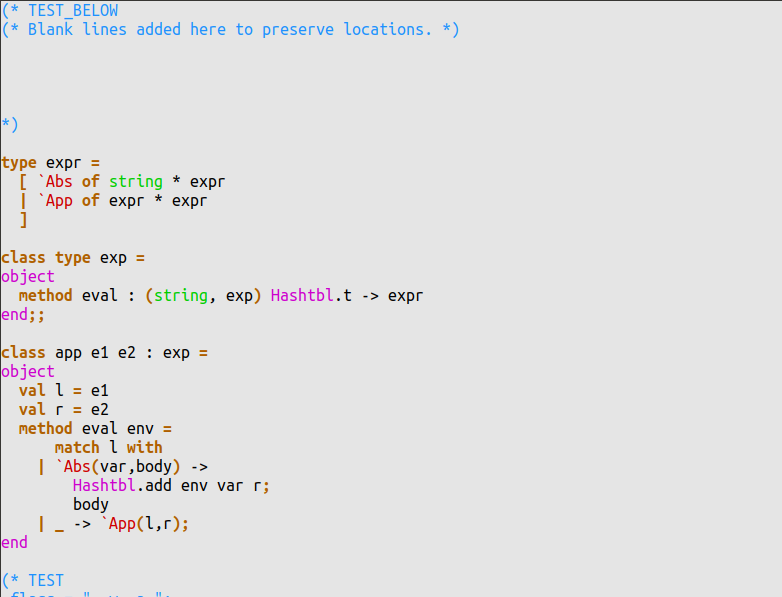 (* TEST_BELOW
(* Blank lines added here to preserve locations. *)
*)
type expr =
  [ `Abs of string * expr
  | `App of expr * expr
  ]
class type exp =
object
  method eval : (string, exp) Hashtbl.t -> expr
end;;
class app e1 e2 : exp =
object
  val l = e1
  val r = e2
  method eval env =
      match l with
    | `Abs(var,body) ->
        Hashtbl.add env var r;
        body
    | _ -> `App(l,r);
end
(* TEST